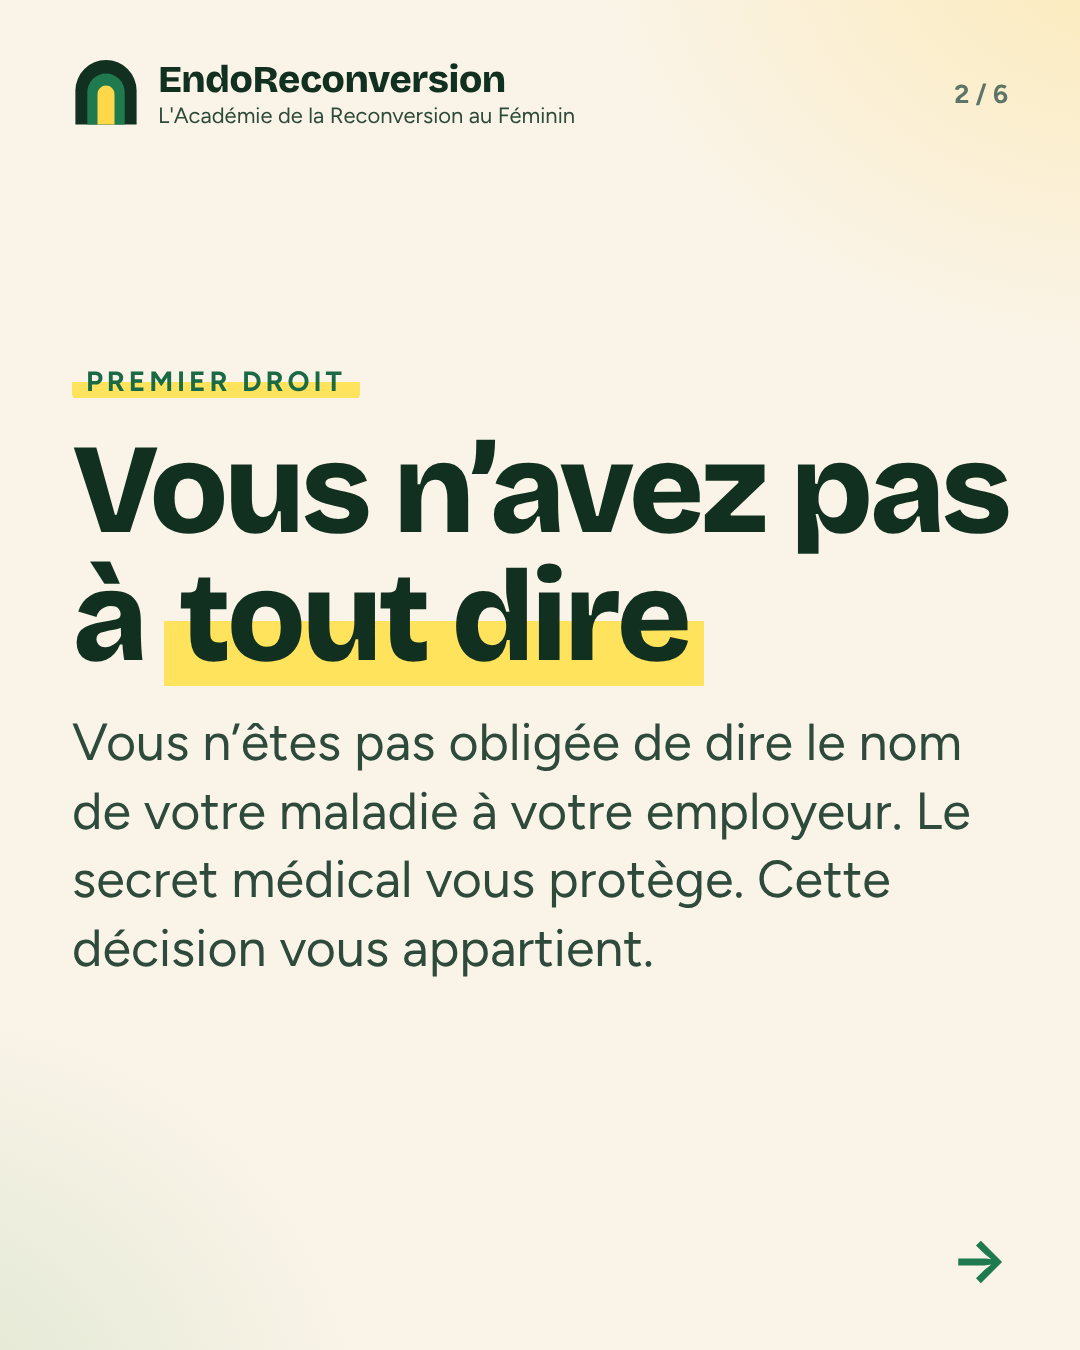 EndoReconversion
L'Académie de la Reconversion au Féminin
2 / 6
PREMIER DROIT
Vous n’avez pas
à tout dire
Vous n’êtes pas obligée de dire le nom
de votre maladie à votre employeur. Le
secret médical vous protège. Cette
décision vous appartient.